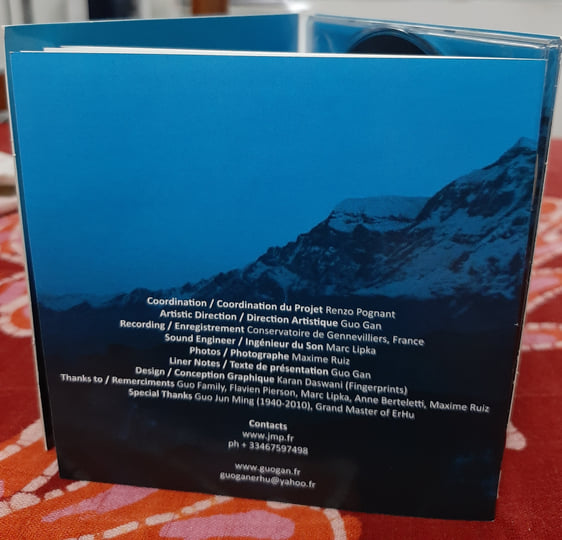 Coordination / Coordination du Projet Renzo Pognant
Artistic Direction / Direction Artistique Guo Gan
Recording / Enregistrement Conservatoire de Gennevilliers, France
Sound Engineer / Ingénieur du Son Marc Lipka
Photos / Photographe Maxime Ruiz
Liner Notes / Texte de présentation Guo Gan
Design / Conception Graphique Karan Daswani (Fingerprints)
Thanks to / Remerciments Guo Family, Flavien Pierson, Marc Lipka, Anne Berteletti, Maxime Ruiz
Special Thanks Guo Jun Ming (1940-2010), Grand Master of ErHu
Contacts
www.jmp.fr
ph + 33467597498
www.guogan.fr
guoganerhu@yahoo.fr